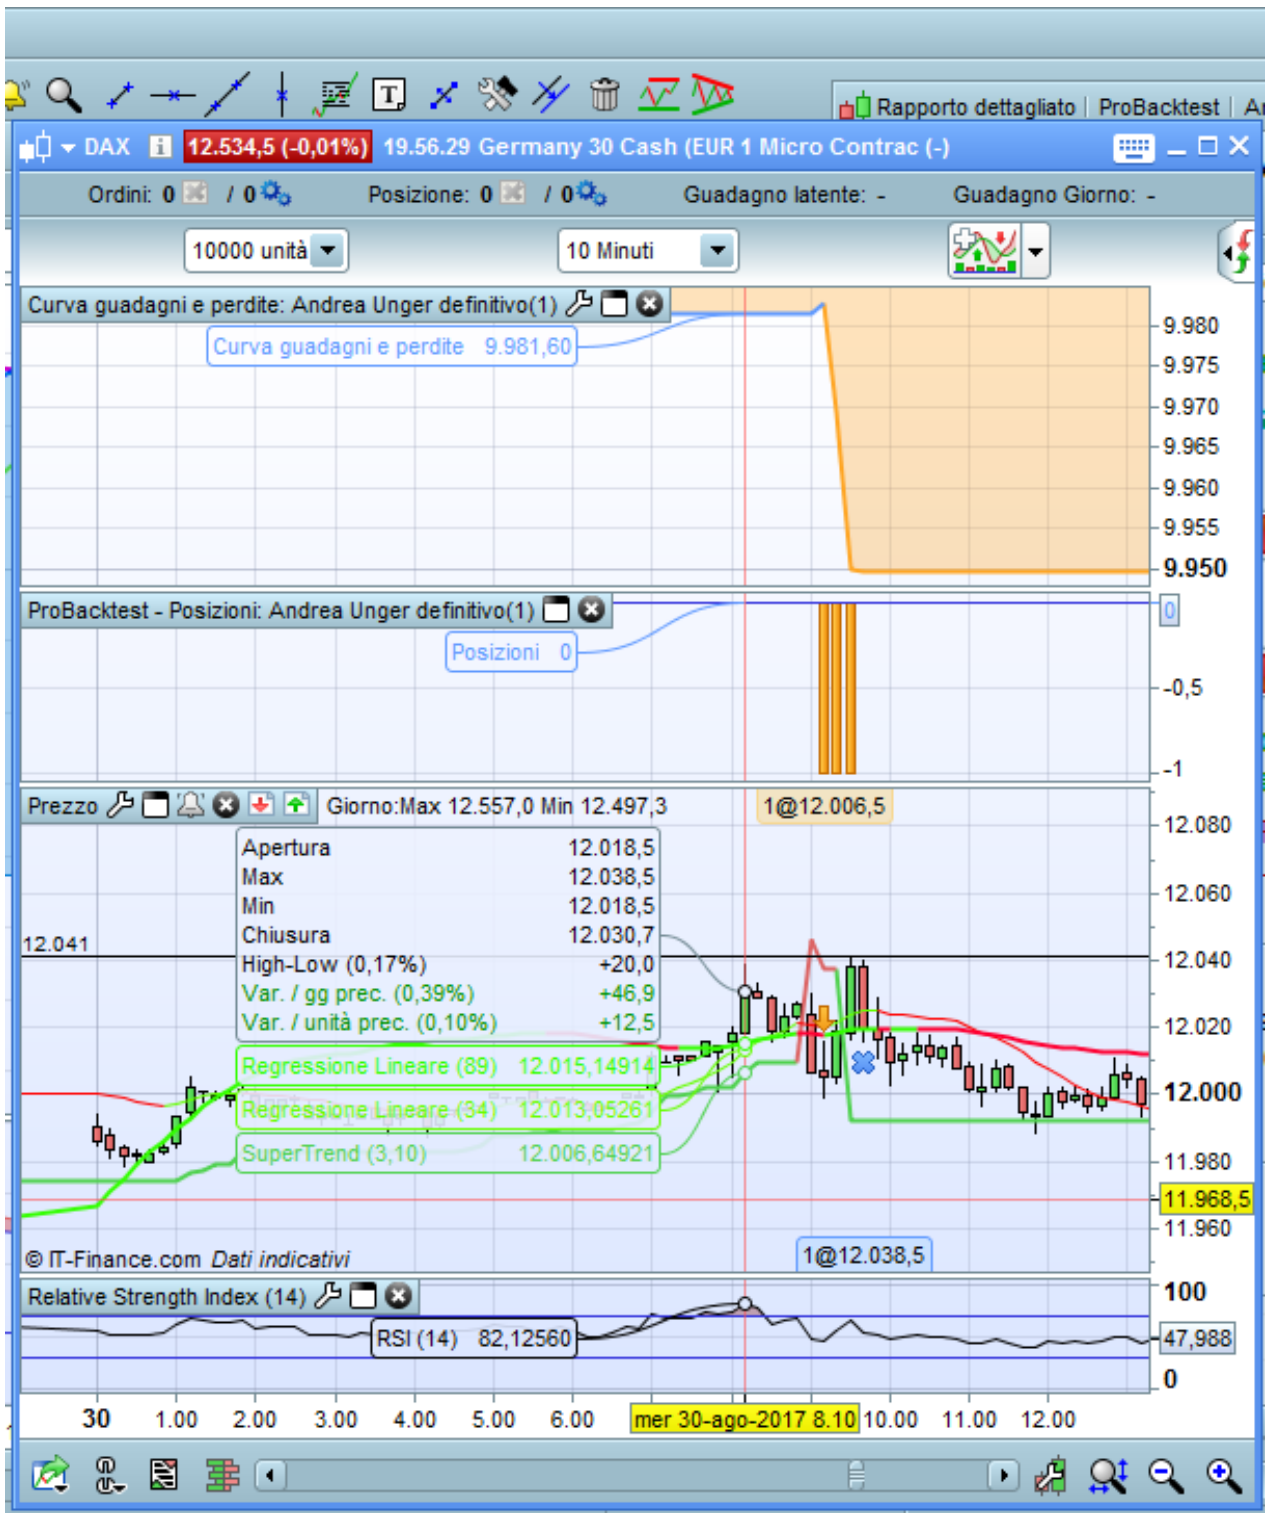 Rapporto dettagliato | ProBacktest |
DAX 12.534,5 (-0,01%) 19.56.29 Germany 30 Cash (EUR 1 Micro Contrac (-)
Ordini: 0 / 0 Posizione: 0 / 0 Guadagno latente: - Guadagno Giorno: -
10000 unità 10 Minuti
Curva guadagni e perdite: Andrea Unger definitivo(1)
Curva guadagni e perdite 9.981,60
9.980
9.975
9.970
9.965
9.960
9.955
9.950
ProBacktest - Posizioni: Andrea Unger definitivo(1)
Posizioni 0
0
-0,5
-1
Prezzo Giorno:Max 12.557,0 Min 12.497,3
1@12.006,5
Apertura 12.018,5
Max 12.038,5
Min 12.018,5
Chiusura 12.030,7
High-Low (0,17%) +20,0
Var. / gg prec. (0,39%) +46,9
Var. / unità prec. (0,10%) +12,5
Regressione Lineare (89) 12.015,14914
Regressione Lineare (34) 12.013,05261
SuperTrend (3,10) 12.006,64921
12.041
12.080
12.060
12.040
12.020
12.000
11.980
11.968,5
11.960
© IT-Finance.com Dati indicativi
1@12.038,5
Relative Strength Index (14)
RSI (14) 82,12560
100
47,988
0
30 1.00 2.00 3.00 4.00 5.00 6.00 mer 30-ago-2017 8.10 10.00 11.00 12.00